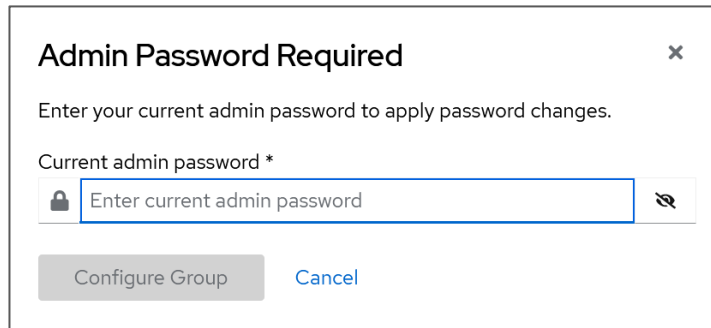 Admin Password Required
Enter your current admin password to apply password changes.
Current admin password *
Enter current admin password
Configure Group Cancel